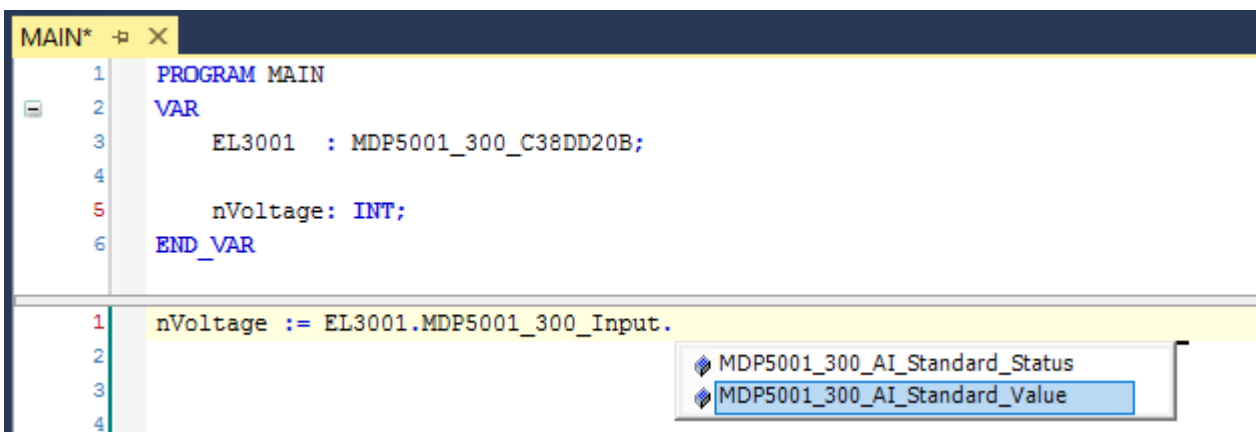 MAIN*
1 PROGRAM MAIN
2 VAR
3 EL3001 : MDP5001_300_C38DD20B;
4
5 nVoltage: INT;
6 END_VAR
1 nVoltage := EL3001.MDP5001_300_Input.
2 MDP5001_300_AI_Standard_Status
3 MDP5001_300_AI_Standard_Value
4